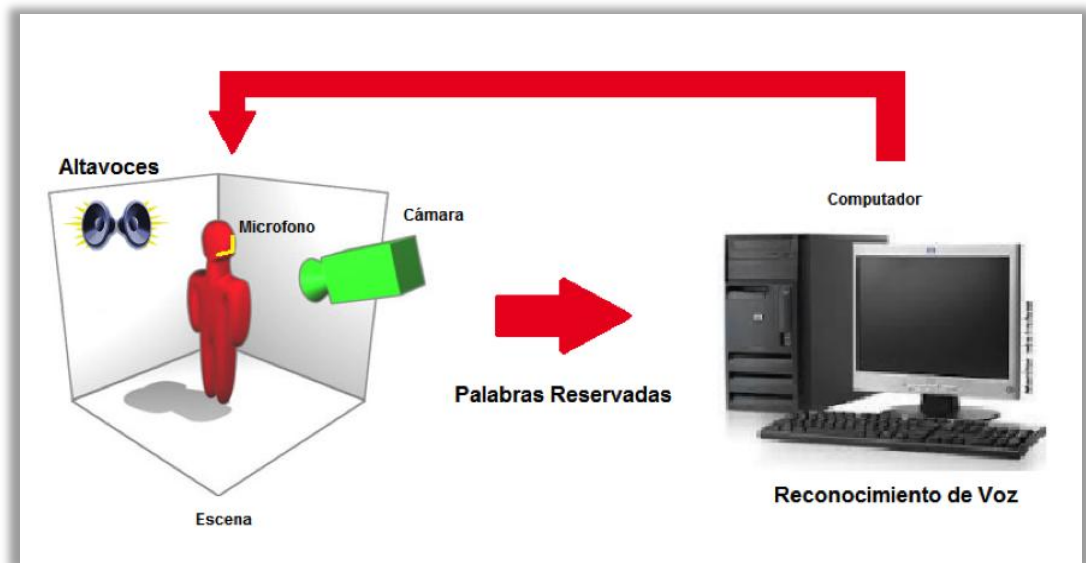 Altavoces
Microfono
Cámara
Computador
Palabras Reservadas
Reconocimiento de Voz
Escena